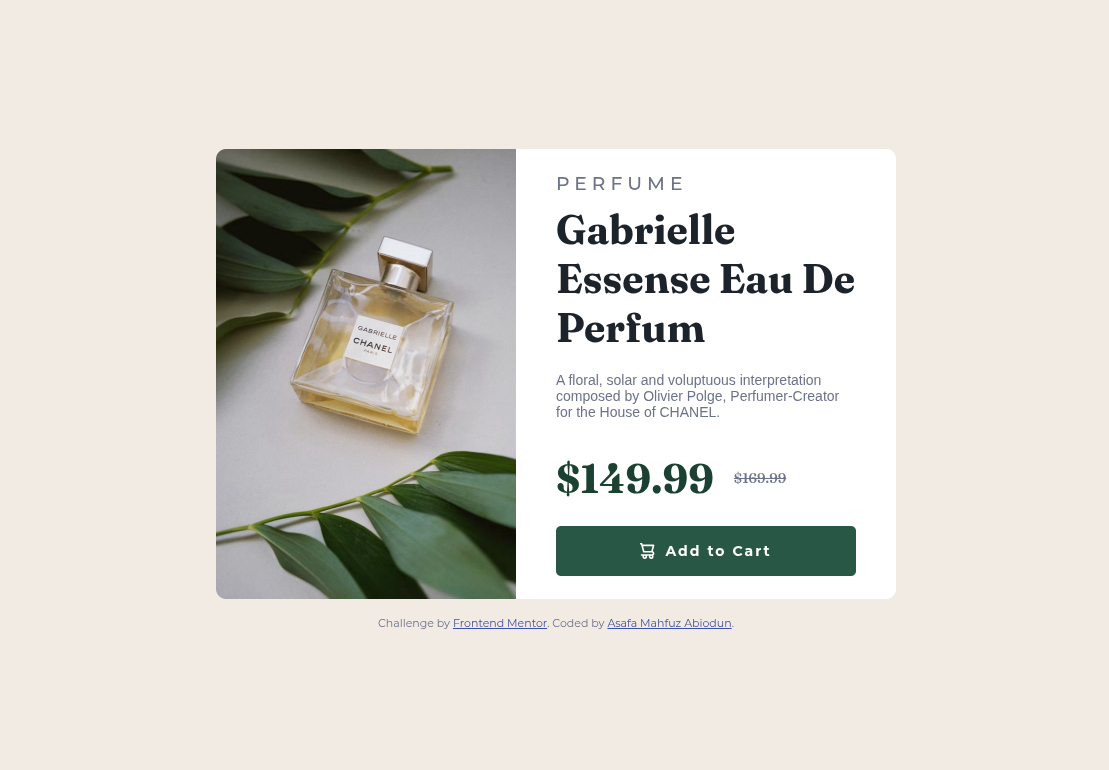 PERFUME
Gabrielle
Essense Eau De
Perfum
GABRIELLE
CHANEL
PARIS
A floral, solar and voluptuous interpretation
composed by Olivier Polge, Perfumer-Creator
for the House of CHANEL.
$149.99 $169.99
Add to Cart
Challenge by Frontend Mentor. Coded by Asafa Mahfuz Abiodun.